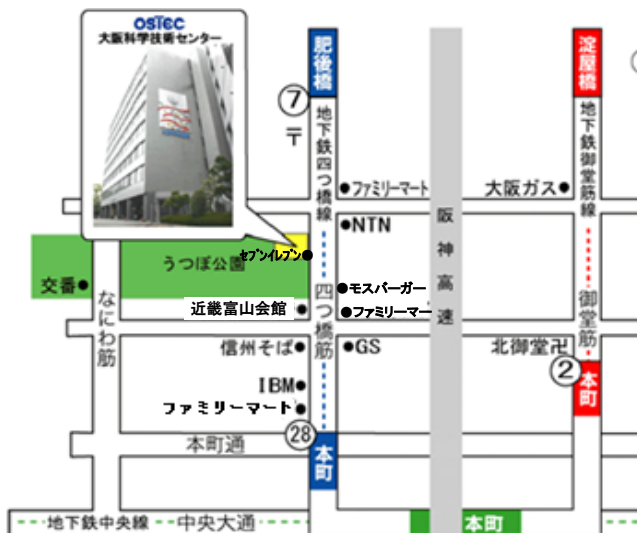 OSTEC
大阪科学技術センター
肥後橋
淀屋橋
⑦
〒
地下鉄四つ橋線
地下鉄御堂筋線
ファミリーマート
大阪ガス
NTN
阪神高速
うつぼ公園
セブンイレブン
交番
モスバーガー
なにわ筋
近畿富山会館
四つ橋筋
ファミリーマー
御堂筋
信州そば
GS
北御堂卍
②
IBM
本町
ファミリーマート
㉘
本町通
本町
地下鉄中央線
中央大通
本町